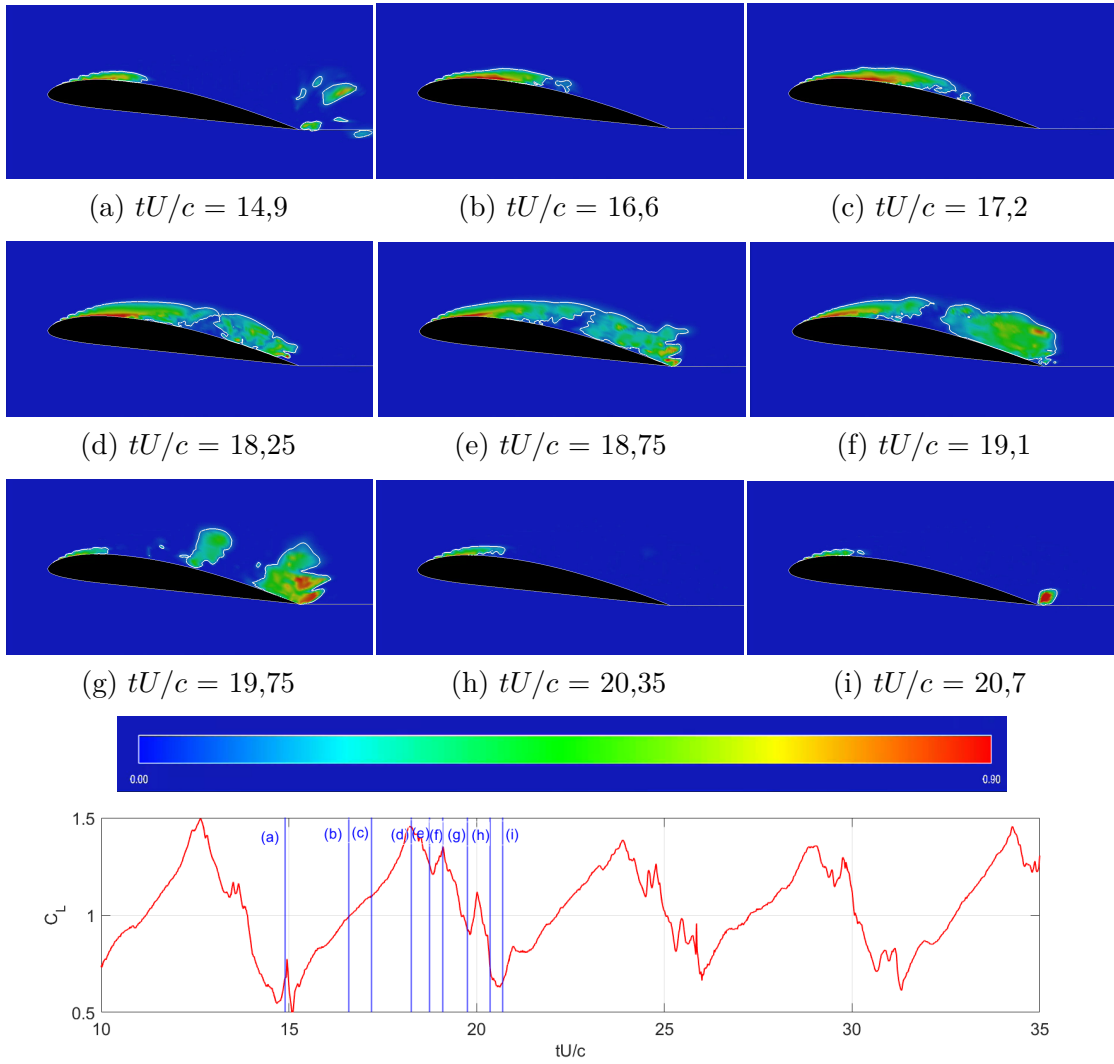 (a) tU/c = 14,9
(b) tU/c = 16,6
(c) tU/c = 17,2
(d) tU/c = 18,25
(e) tU/c = 18,75
(f) tU/c = 19,1
(g) tU/c = 19,75
(h) tU/c = 20,35
(i) tU/c = 20,7
0.00 0.90
1.5
(a) (b) (c) (d) (e) (f) (g) (h) (i)
1
C_L
0.5
10 15 20 25 30 35
tU/c